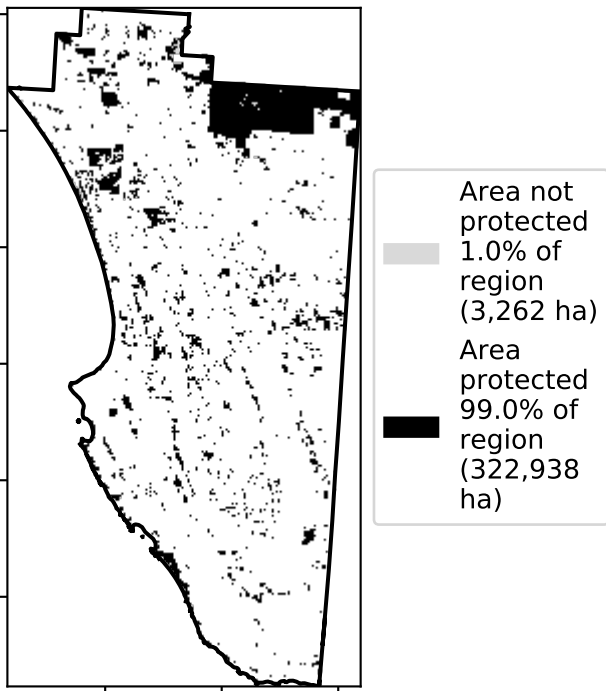 Area not
protected
1.0% of
region
(3,262 ha)
Area
protected
99.0% of
region
(322,938
ha)